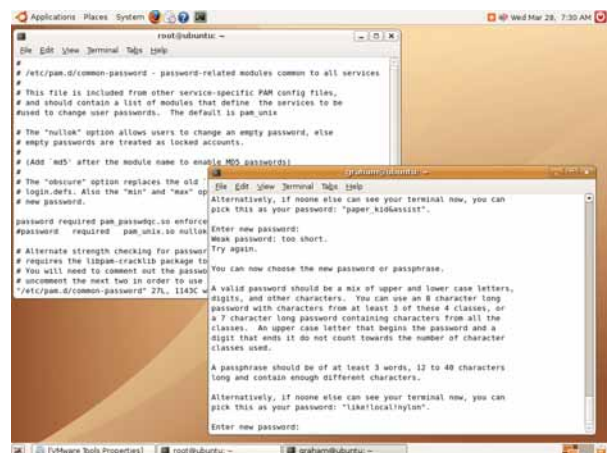 Applications Places System
Wed Mar 28, 7:30 AM
root@ubuntu: ~
File Edit View Terminal Tabs Help
#
# /etc/pam.d/common-password - password-related modules common to all services
#
# This file is included from other service-specific PAM config files,
# and should contain a list of modules that define the services to be
#used to change user passwords. The default is pam_unix
# The "nullok" option allows users to change an empty password, else
# empty passwords are treated as locked accounts.
#
# (Add `md5' after the module name to enable MD5 passwords)
#
# The "obscure" option replaces the old
# login.defs. Also the "min" and "max" op
# new password.
password required pam_passwdqc.so enforce
#password required pam_unix.so nullok
# Alternate strength checking for passwor
# requires the libpam-cracklib package to
# You will need to comment out the passwo
# uncomment the next two in order to use
"/etc/pam.d/common-password" 27L, 1143C w
graham@ubuntu: ~
File Edit View Terminal Tabs Help
Alternatively, if noone else can see your terminal now, you can
pick this as your password: "paper_kid&assist".
Enter new password:
Weak password: too short.
Try again.
You can now choose the new password or passphrase.
A valid password should be a mix of upper and lower case letters,
digits, and other characters. You can use an 8 character long
password with characters from at least 3 of these 4 classes, or
a 7 character long password containing characters from all the
classes. An upper case letter that begins the password and a
digit that ends it do not count towards the number of character
classes used.
A passphrase should be of at least 3 words, 12 to 40 characters
long and contain enough different characters.
Alternatively, if noone else can see your terminal now, you can
pick this as your password: "like!local!nylon".
Enter new password:
[VMware Tools Properties]
root@ubuntu: ~
graham@ubuntu: ~